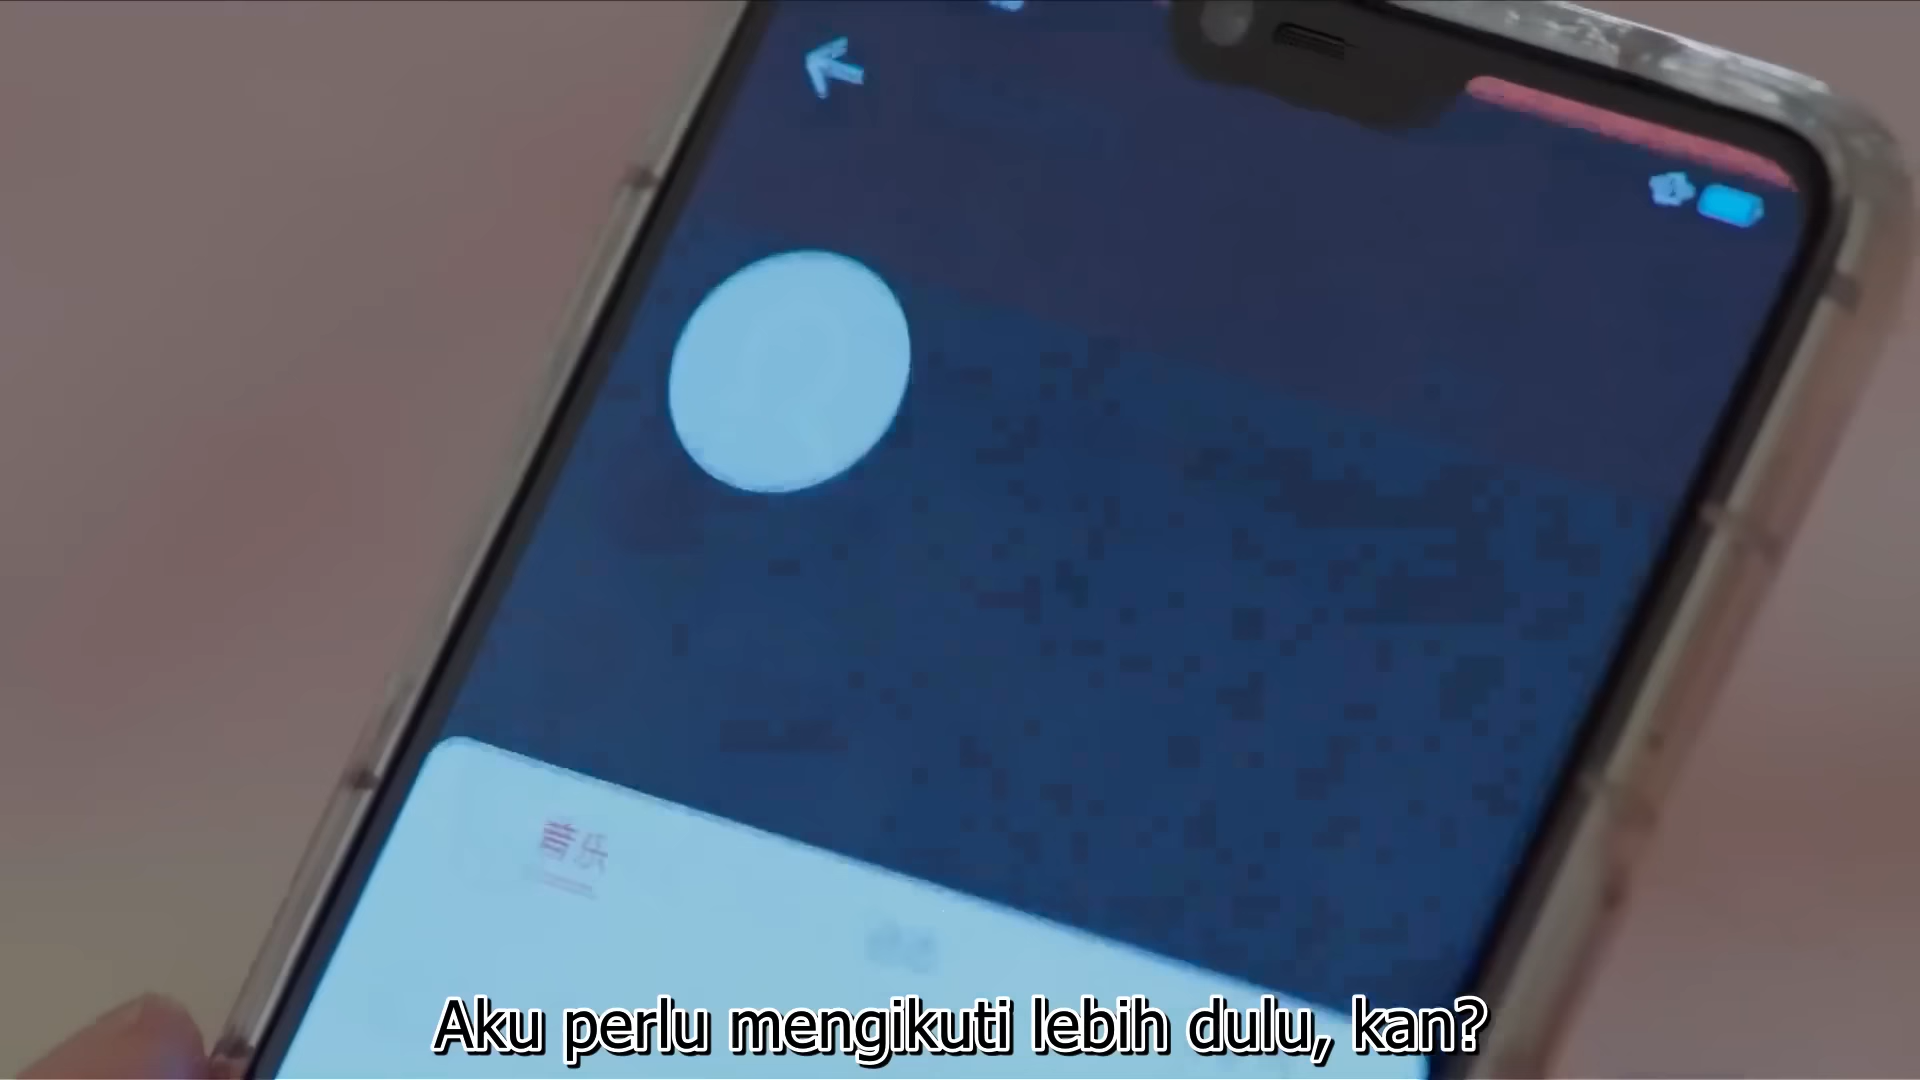 音乐
Aku perlu mengikuti lebih dulu, kan?